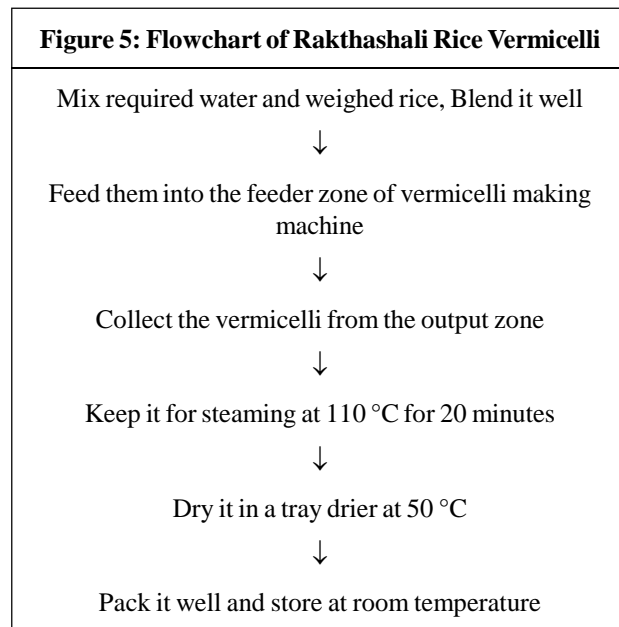 Figure 5: Flowchart of Rakthashali Rice Vermicelli
Mix required water and weighed rice, Blend it well
↓
Feed them into the feeder zone of vermicelli making
machine
↓
Collect the vermicelli from the output zone
↓
Keep it for steaming at 110 °C for 20 minutes
↓
Dry it in a tray drier at 50 °C
↓
Pack it well and store at room temperature